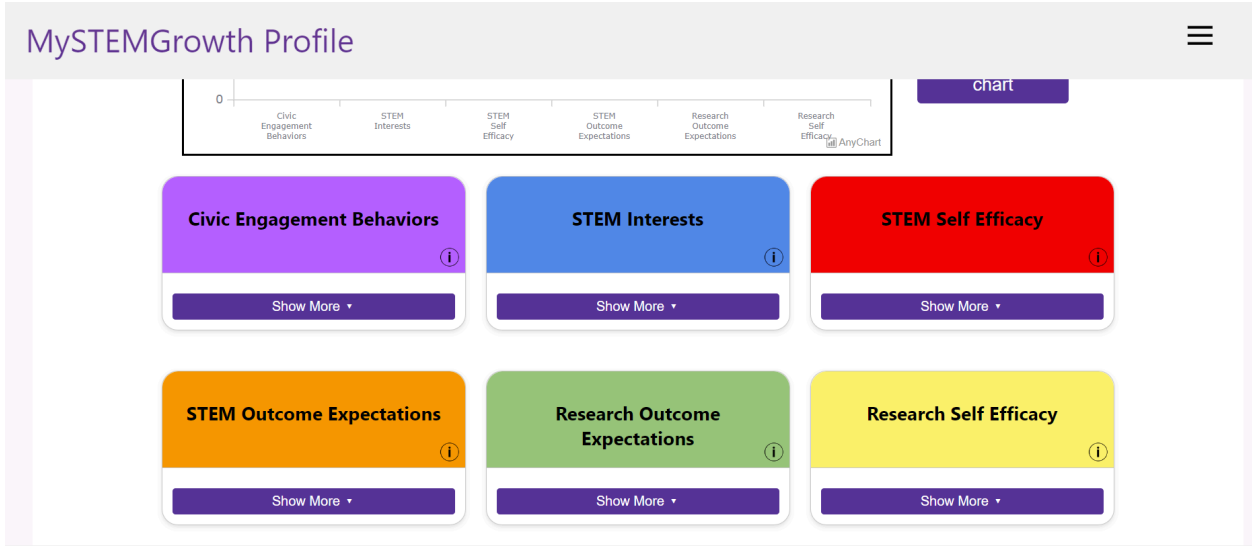 MySTEMGrowth Profile
chart
0
Civic
Engagement
Behaviors
STEM
Interests
STEM
Self
Efficacy
STEM
Outcome
Expectations
Research
Outcome
Expectations
Research
Self
Efficacy
AnyChart
Civic Engagement Behaviors
i
Show More
STEM Interests
i
Show More
STEM Self Efficacy
i
Show More
STEM Outcome Expectations
i
Show More
Research Outcome
Expectations
i
Show More
Research Self Efficacy
i
Show More